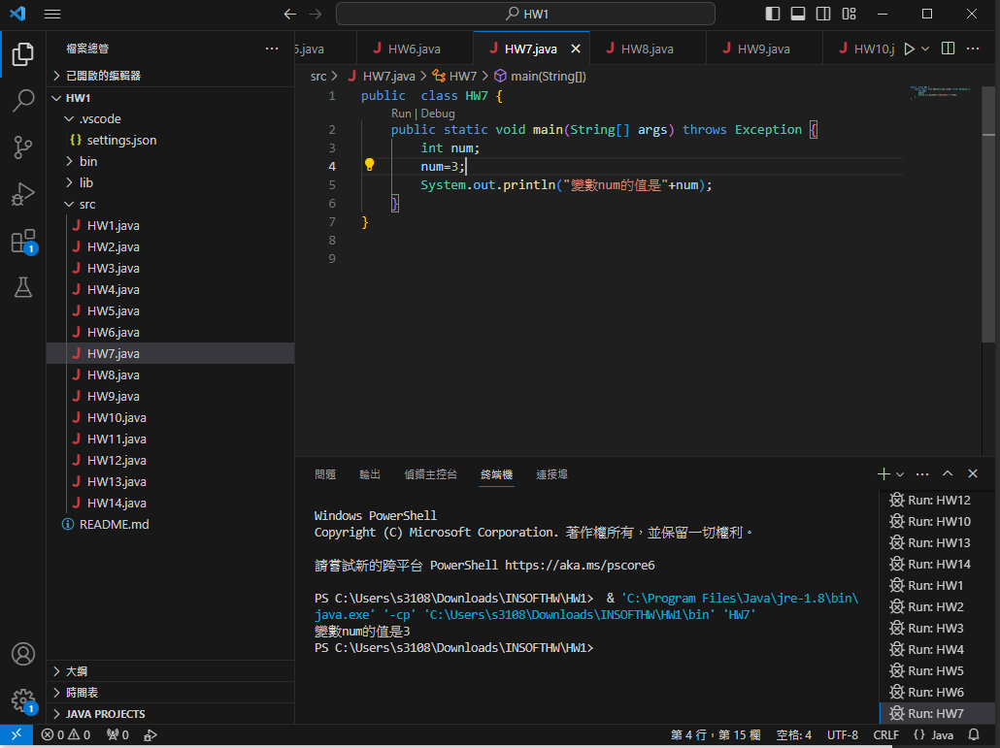 HW1
檔案總管
已開啟的編輯器
HW1
.vscode
{} settings.json
bin
lib
src
J HW1.java
J HW2.java
J HW3.java
J HW4.java
J HW5.java
J HW6.java
J HW7.java
J HW8.java
J HW9.java
J HW10.java
J HW11.java
J HW12.java
J HW13.java
J HW14.java
README.md
大綱
時間表
JAVA PROJECTS
1
1
5.java J HW6.java J HW7.java J HW8.java J HW9.java J HW10.j
src > J HW7.java > HW7 > main(String[])
1 public  class HW7 {
Run | Debug
2 public static void main(String[] args) throws Exception {
3 int num;
4 num=3;
5 System.out.println("變數num的值是"+num);
6 }
7 }
8
9
問題 輸出 偵錯主控台 終端機 連接埠
Windows PowerShell
Copyright (C) Microsoft Corporation. 著作權所有，並保留一切權利。
請嘗試新的跨平台 PowerShell https://aka.ms/pscore6
PS C:\Users\s3108\Downloads\INSOFTHW\HW1>  & 'C:\Program Files\Java\jre-1.8\bin\
java.exe' '-cp' 'C:\Users\s3108\Downloads\INSOFTHW\HW1\bin' 'HW7'
變數num的值是3
PS C:\Users\s3108\Downloads\INSOFTHW\HW1>
Run: HW12
Run: HW10
Run: HW13
Run: HW14
Run: HW1
Run: HW2
Run: HW3
Run: HW4
Run: HW5
Run: HW6
Run: HW7
0 0 0 第 4 行，第 15 欄 空格: 4 UTF-8 CRLF {} Java